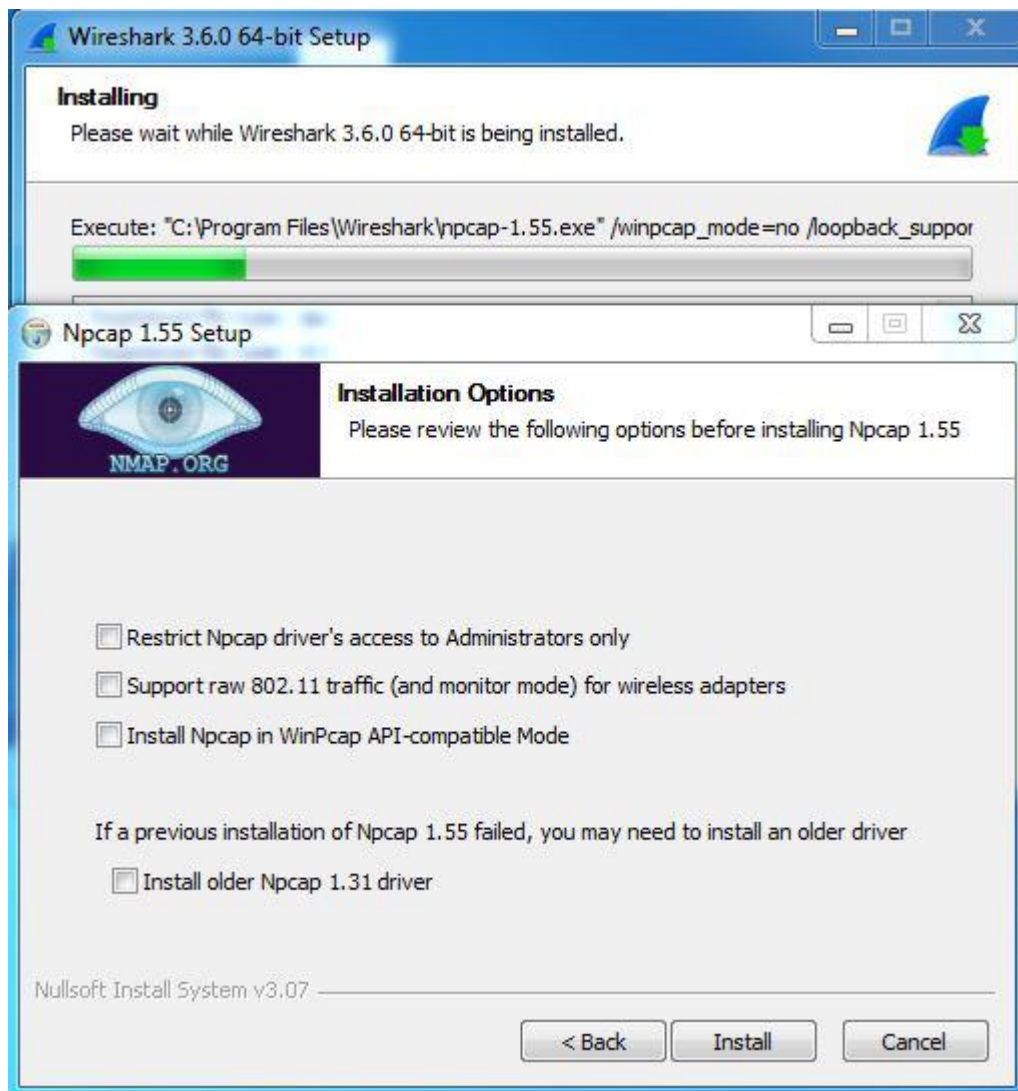 Wireshark 3.6.0 64-bit Setup
Installing
Please wait while Wireshark 3.6.0 64-bit is being installed.
Execute: "C:\Program Files\Wireshark\npcap-1.55.exe" /winpcap_mode=no /loopback_suppor
Npcap 1.55 Setup
NMAP.ORG
Installation Options
Please review the following options before installing Npcap 1.55
Restrict Npcap driver's access to Administrators only
Support raw 802.11 traffic (and monitor mode) for wireless adapters
Install Npcap in WinPcap API-compatible Mode
If a previous installation of Npcap 1.55 failed, you may need to install an older driver
Install older Npcap 1.31 driver
Nullsoft Install System v3.07
< Back Install Cancel